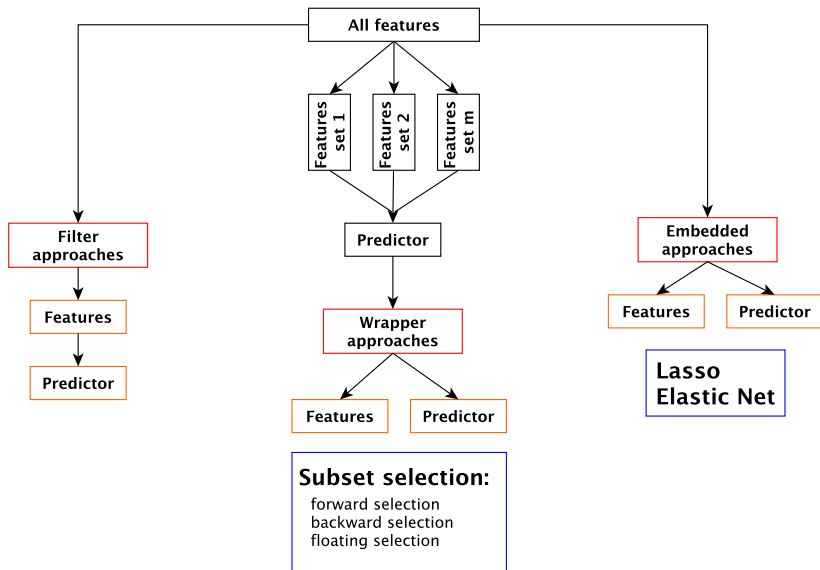 All features
Features
set 1
Features
set 2
Features
set m
Filter
approaches
Predictor
Embedded
approaches
Features
Features
Predictor
Wrapper
approaches
Predictor
Lasso
Elastic Net
Features
Predictor
Subset selection:
forward selection
backward selection
floating selection